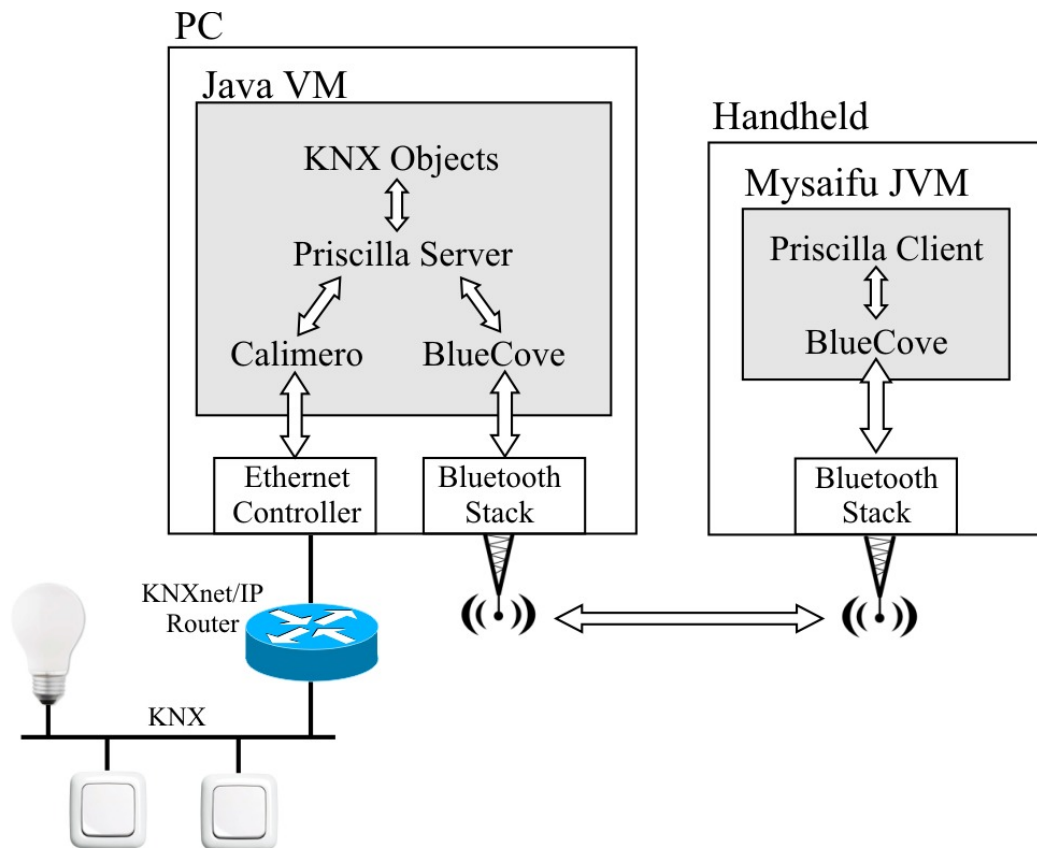 PC
Java VM
KNX Objects
Priscilla Server
Calimero
BlueCove
Ethernet
Controller
Bluetooth
Stack
Handheld
Mysaifu JVM
Priscilla Client
BlueCove
Bluetooth
Stack
KNXnet/IP
Router
KNX